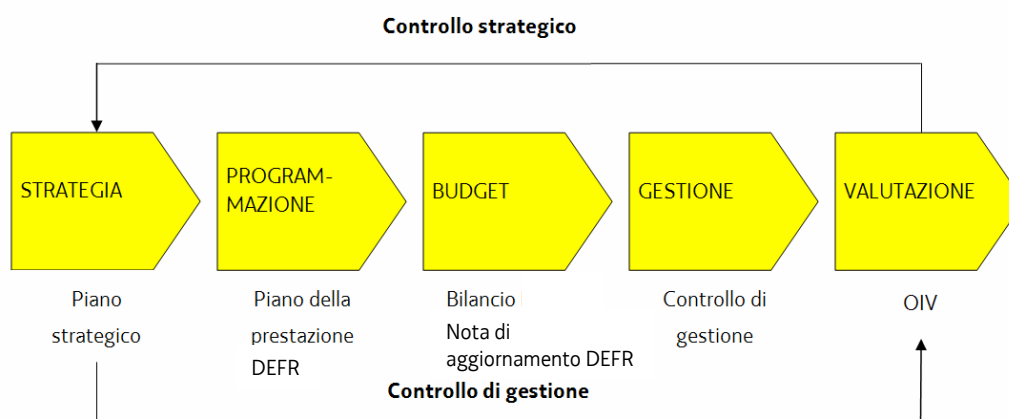 Controllo strategico
STRATEGIA
PROGRAM-
MAZIONE
BUDGET
GESTIONE
VALUTAZIONE
Piano
strategico
Piano della
prestazione
DEFR
Bilancio
Nota di
aggiornamento DEFR
Controllo di
gestione
OIV
Controllo di gestione